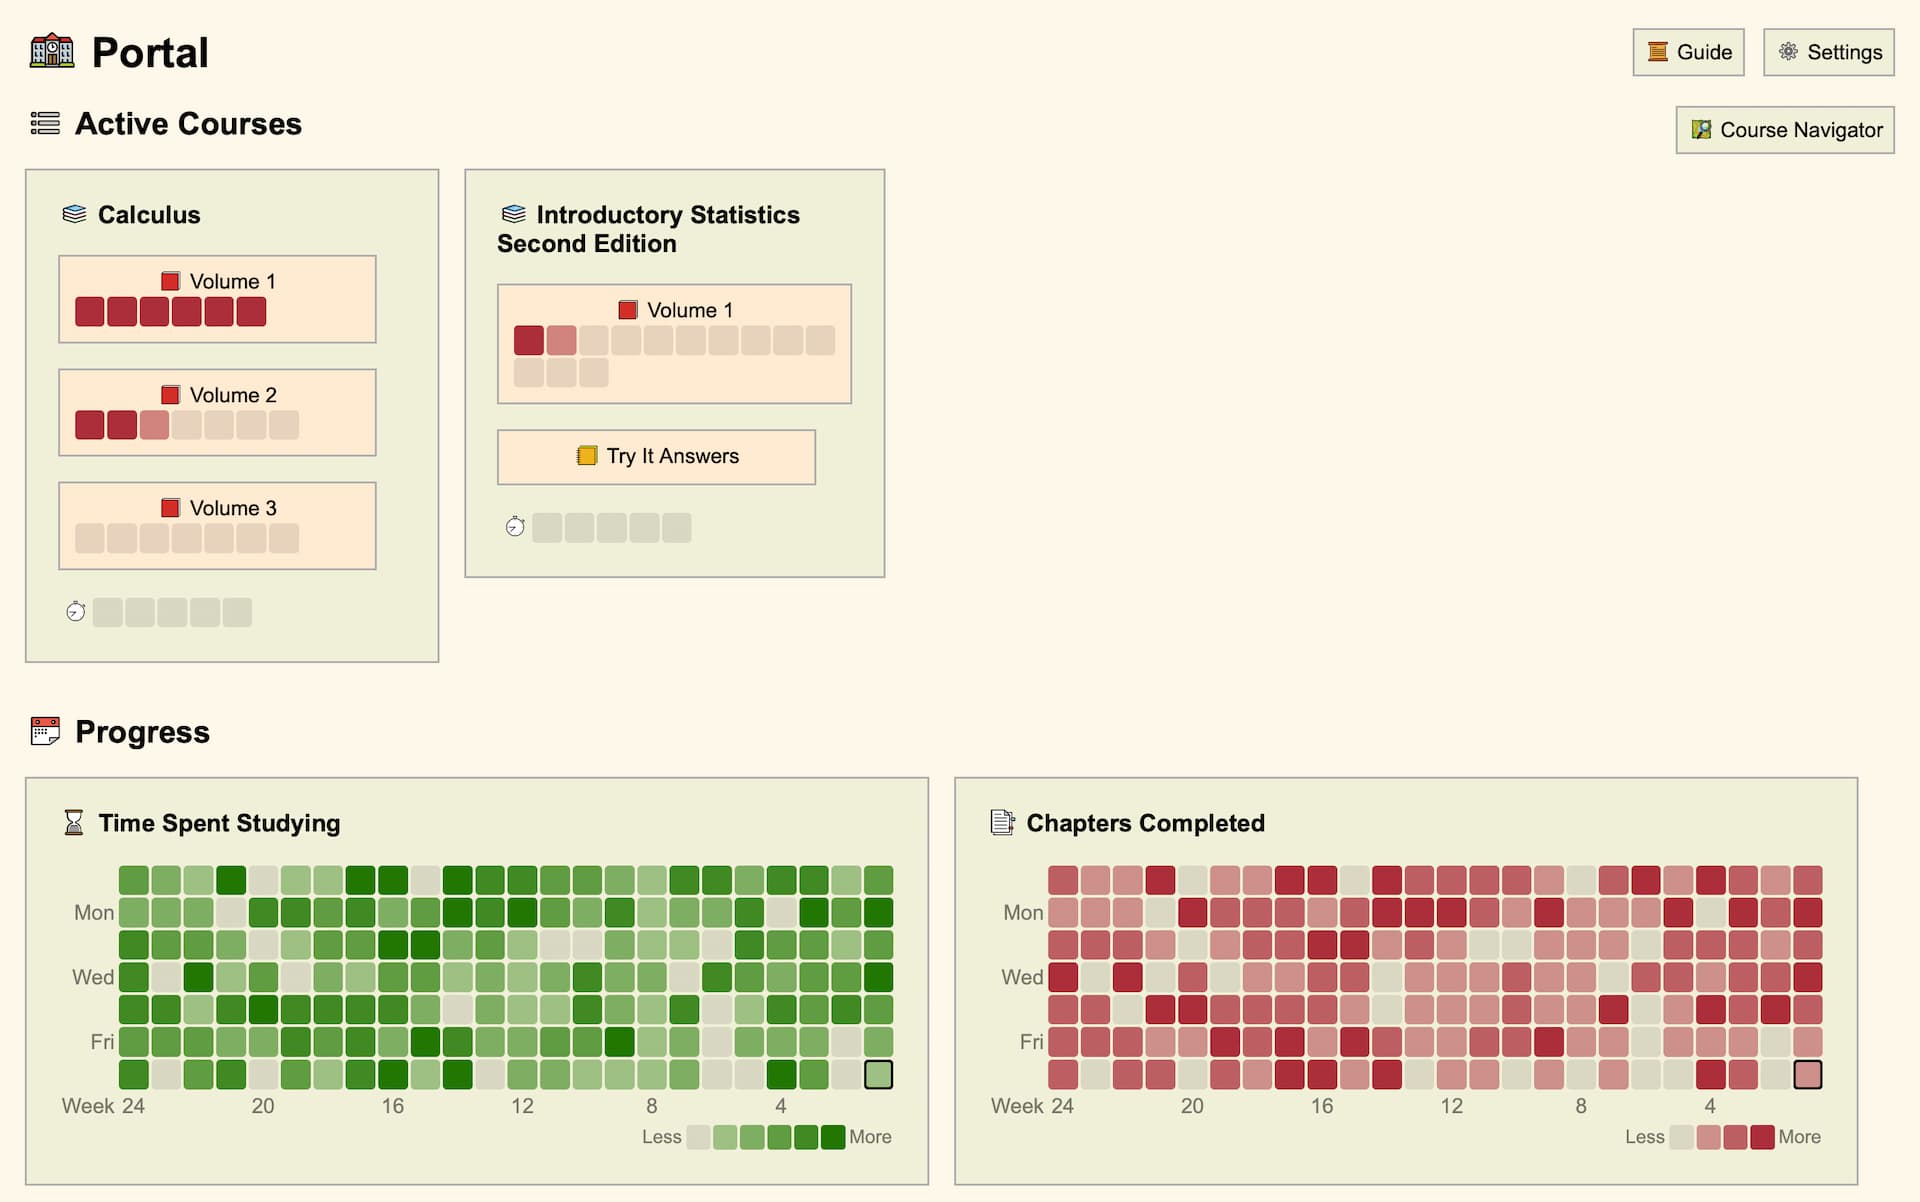 Portal
Guide
Settings
Active Courses
Course Navigator
Calculus
Volume 1
Volume 2
Volume 3
Introductory Statistics
Second Edition
Volume 1
Try It Answers
Progress
Time Spent Studying
Mon
Wed
Fri
Week 24 20 16 12 8 4
Less More
Chapters Completed
Mon
Wed
Fri
Week 24 20 16 12 8 4
Less More